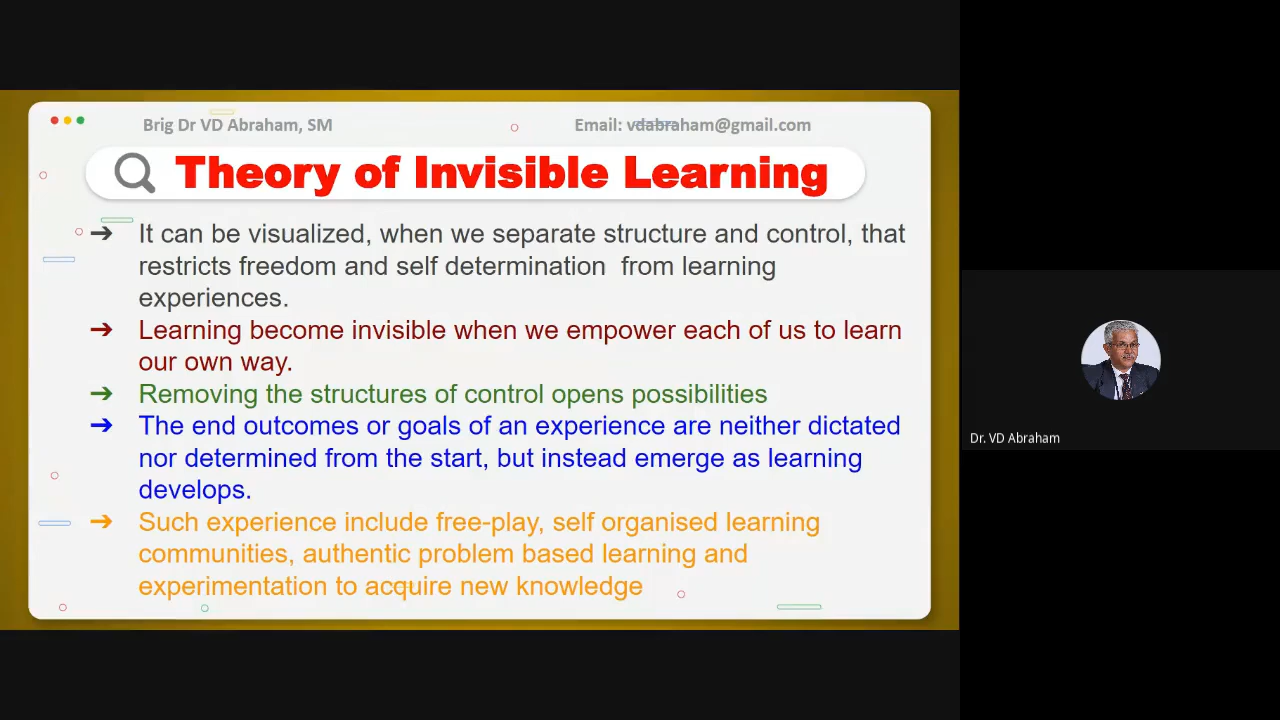 Brig Dr VD Abraham, SM
Email: vdabraham@gmail.com
Theory of Invisible Learning
➔ It can be visualized, when we separate structure and control, that
restricts freedom and self determination from learning
experiences.
➔ Learning become invisible when we empower each of us to learn
our own way.
➔ Removing the structures of control opens possibilities
➔ The end outcomes or goals of an experience are neither dictated
nor determined from the start, but instead emerge as learning
develops.
➔ Such experience include free-play, self organised learning
communities, authentic problem based learning and
experimentation to acquire new knowledge
Dr. VD Abraham